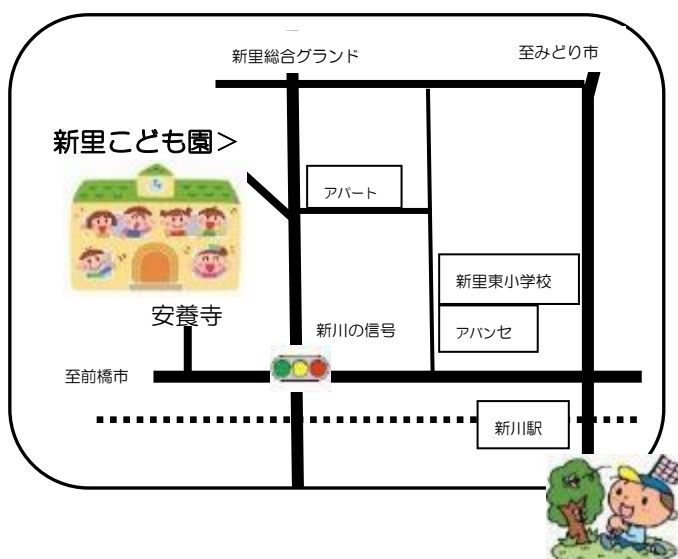 新里総合グランド
至みどり市
新里こども園＞
アパート
新里東小学校
安養寺
新川の信号
アバンセ
至前橋市
新川駅